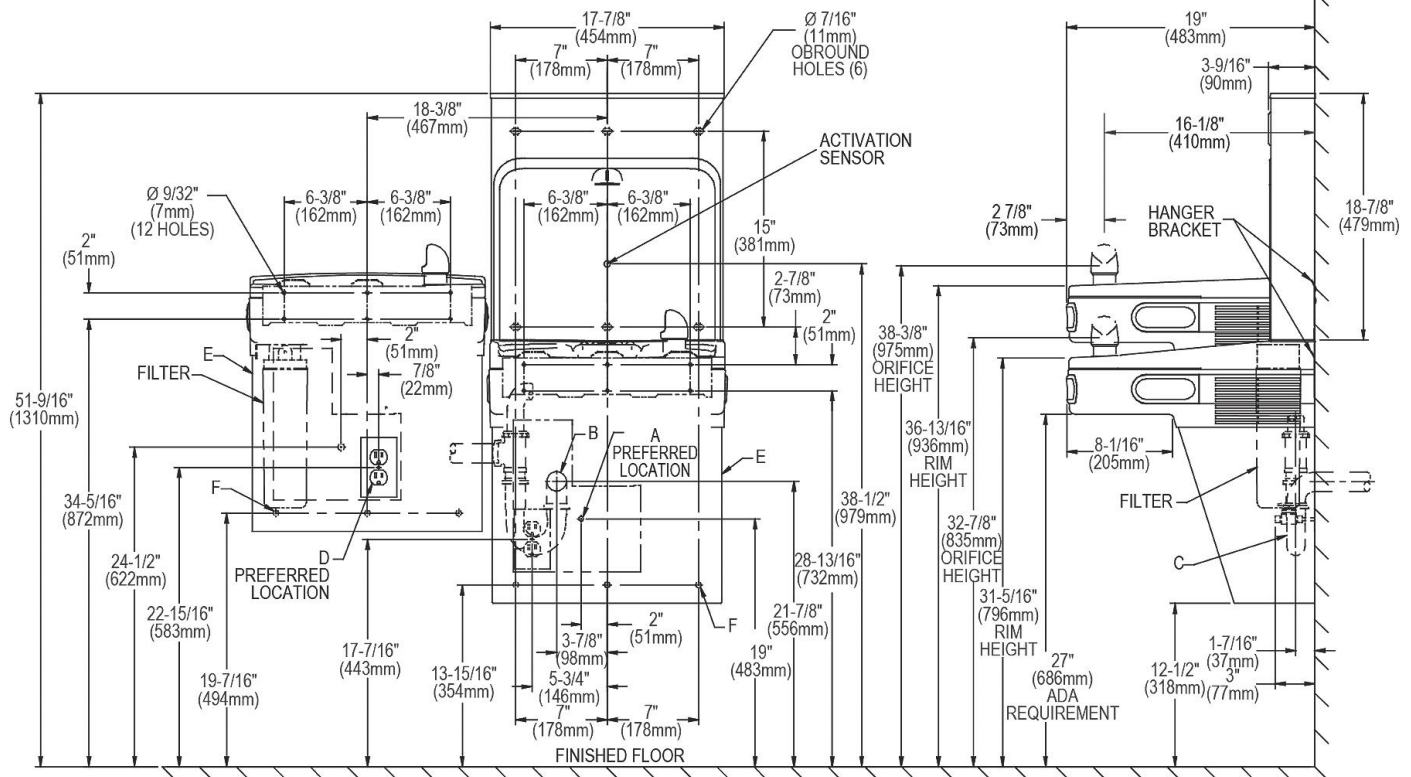 17-7/8"
(454mm)
7"
(178mm)
7"
(178mm)
Ø 7/16"
(11mm)
OBROUND
HOLES (6)
19"
(483mm)
3-9/16"
(90mm)
18-3/8"
(467mm)
16-1/8"
(410mm)
ACTIVATION
SENSOR
Ø 9/32"
(7mm)
(12 HOLES)
6-3/8"
(162mm)
6-3/8"
(162mm)
6-3/8"
(162mm)
6-3/8"
(162mm)
15"
(381mm)
2 7/8"
(73mm)
HANGER
BRACKET
18-7/8"
(479mm)
2"
(51mm)
2-7/8"
(73mm)
2"
(51mm)
2"
(51mm)
7/8"
(22mm)
E
FILTER
38-3/8"
(975mm)
ORIFICE
HEIGHT
51-9/16"
(1310mm)
B
A
PREFERRED
LOCATION
E
36-13/16"
(936mm)
RIM
HEIGHT
8-1/16"
(205mm)
FILTER
34-5/16"
(872mm)
F
38-1/2"
(979mm)
32-7/8"
(835mm)
ORIFICE
HEIGHT
24-1/2"
(622mm)
D
PREFERRED
LOCATION
28-13/16"
(732mm)
C
31-5/16"
(796mm)
RIM
HEIGHT
22-15/16"
(583mm)
21-7/8"
(556mm)
F
2"
(51mm)
17-7/16"
(443mm)
3-7/8"
(98mm)
19"
(483mm)
1-7/16"
(37mm)
27"
(686mm)
ADA
REQUIREMENT
12-1/2"
(318mm)
3"
(77mm)
19-7/16"
(494mm)
13-15/16"
(354mm)
5-3/4"
(146mm)
7"
(178mm)
7"
(178mm)
FINISHED FLOOR